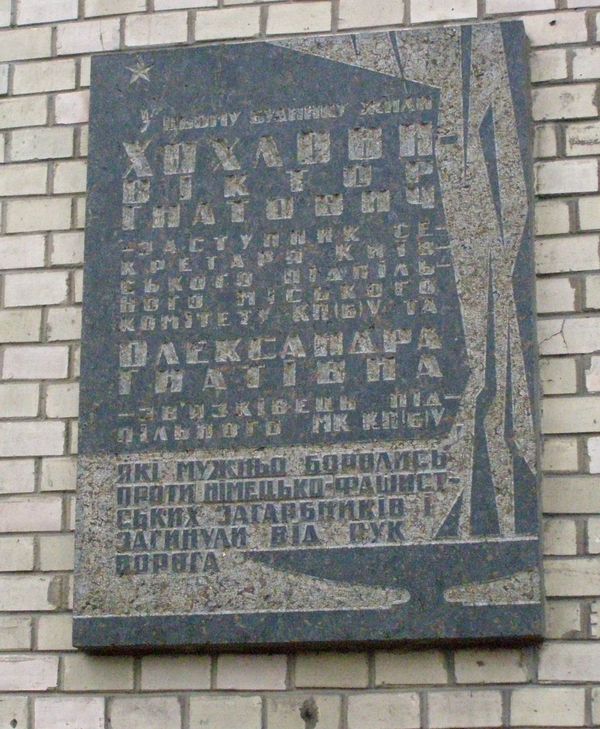 У ЦЬОМУ БУДИНКУ ЖИЛИ
ХОХЛОВИ
ВІКТОР
ГНАТОВИЧ
–ЗАСТУПНИК СЕ-
КРЕТАРЯ КИЇВ-
СЬКОГО ПІДПІЛЬ-
НОГО МІСЬКОГО
КОМІТЕТУ КП/б/У ТА
ОЛЕКСАНДРА
ГНАТІВНА
–ЗВ'ЯЗКІВЕЦЬ ПІД-
ПІЛЬНОГО МК КП/б/У
ЯКІ МУЖНЬО БОРОЛИСЬ
ПРОТИ НІМЕЦЬКО-ФАШИСТ-
СЬКИХ ЗАГАРБНИКІВ І
ЗАГИНУЛИ ВІД РУК
ВОРОГА